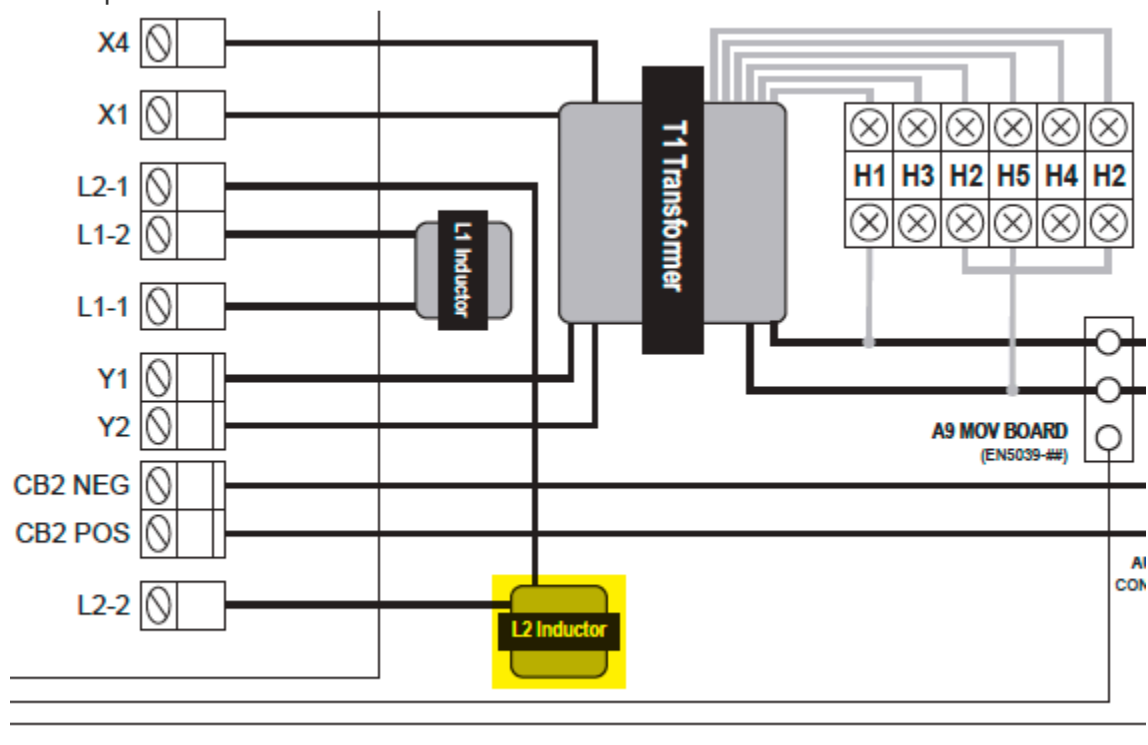 X4
X1
L2-1
L1-2
L1-1
Y1
Y2
CB2 NEG
CB2 POS
L2-2
L1 Inductor
T1 Transformer
L2 Inductor
H1 H3 H2 H5 H4 H2
A9 MOV BOARD
(EN5039-##)